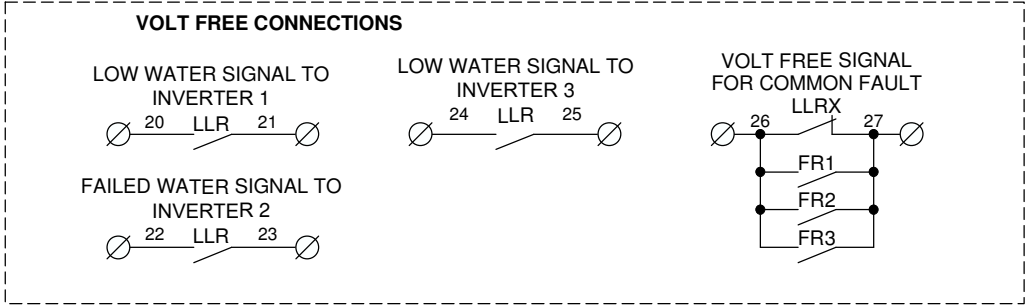 VOLT FREE CONNECTIONS
LOW WATER SIGNAL TO
INVERTER 1
20 LLR 21
LOW WATER SIGNAL TO
INVERTER 3
24 LLR 25
VOLT FREE SIGNAL
FOR COMMON FAULT
LLRX
26 27
FR1
FR2
FR3
FAILED WATER SIGNAL TO
INVERTER 2
22 LLR 23